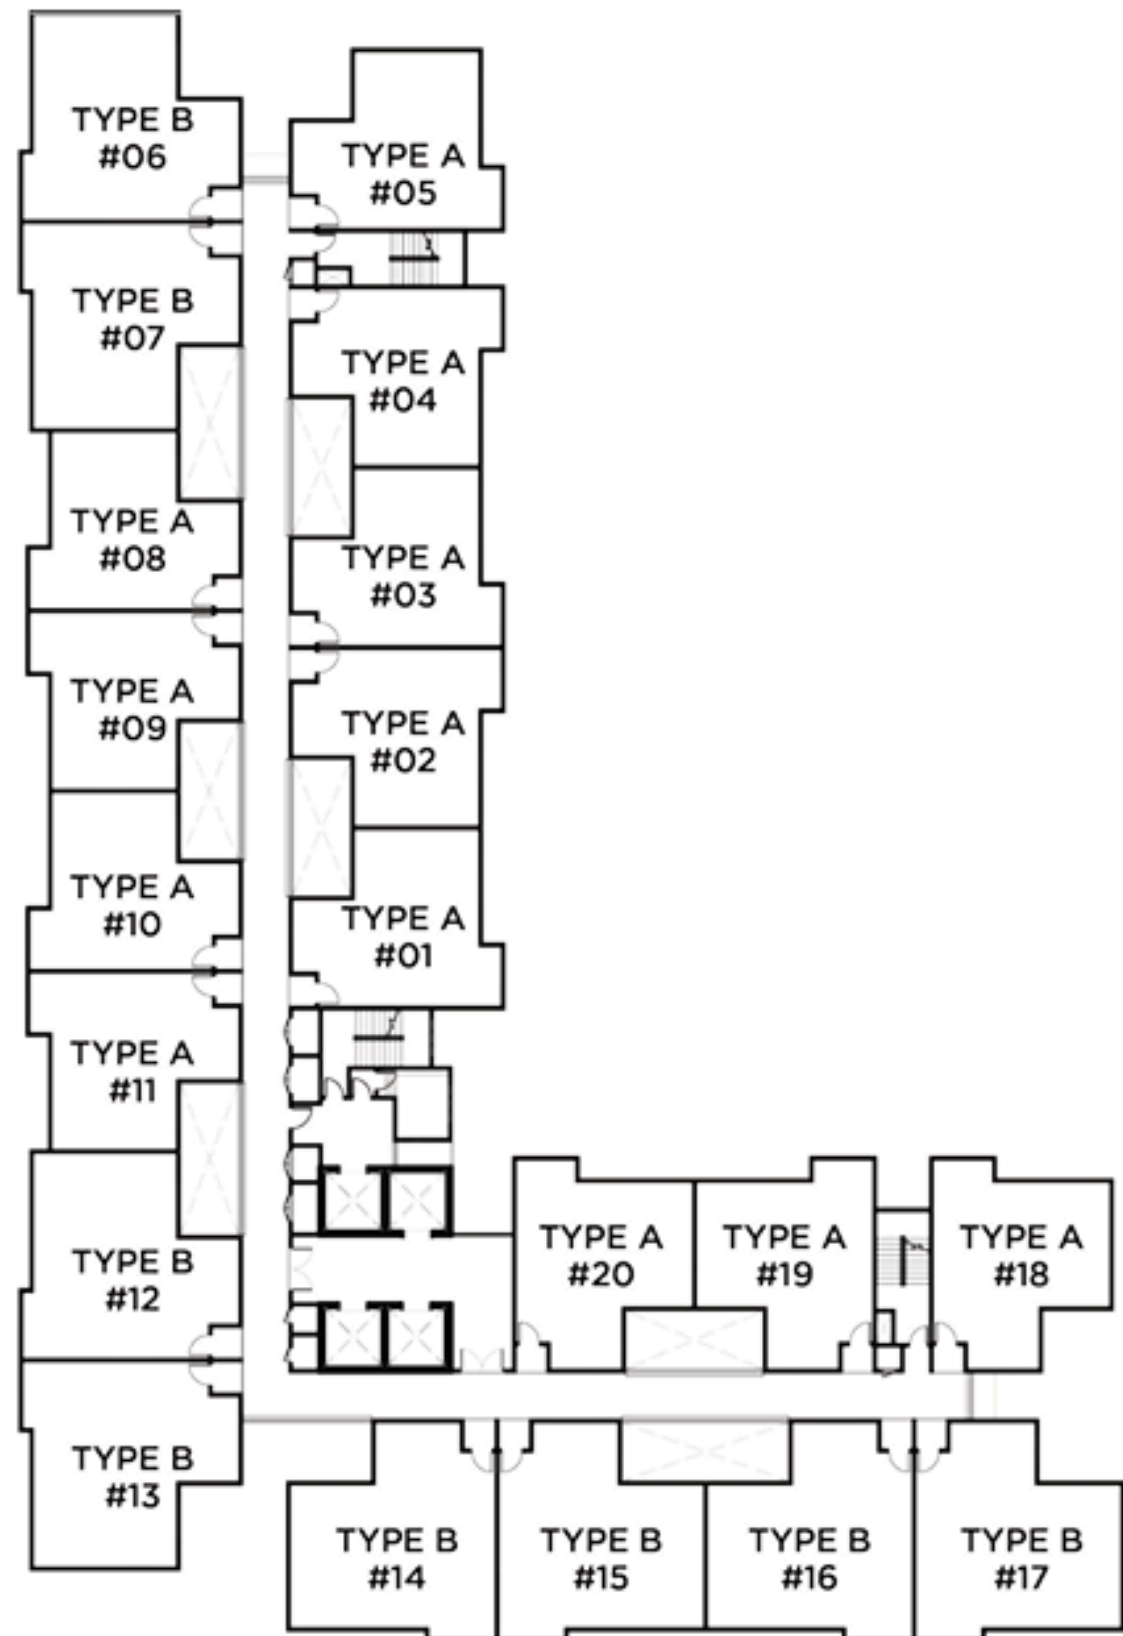 TYPE B
#06
TYPE A
#05
TYPE B
#07
TYPE A
#04
TYPE A
#08
TYPE A
#03
TYPE A
#09
TYPE A
#02
TYPE A
#10
TYPE A
#01
TYPE A
#11
TYPE B
#12
TYPE A
#20
TYPE A
#19
TYPE A
#18
TYPE B
#13
TYPE B
#14
TYPE B
#15
TYPE B
#16
TYPE B
#17